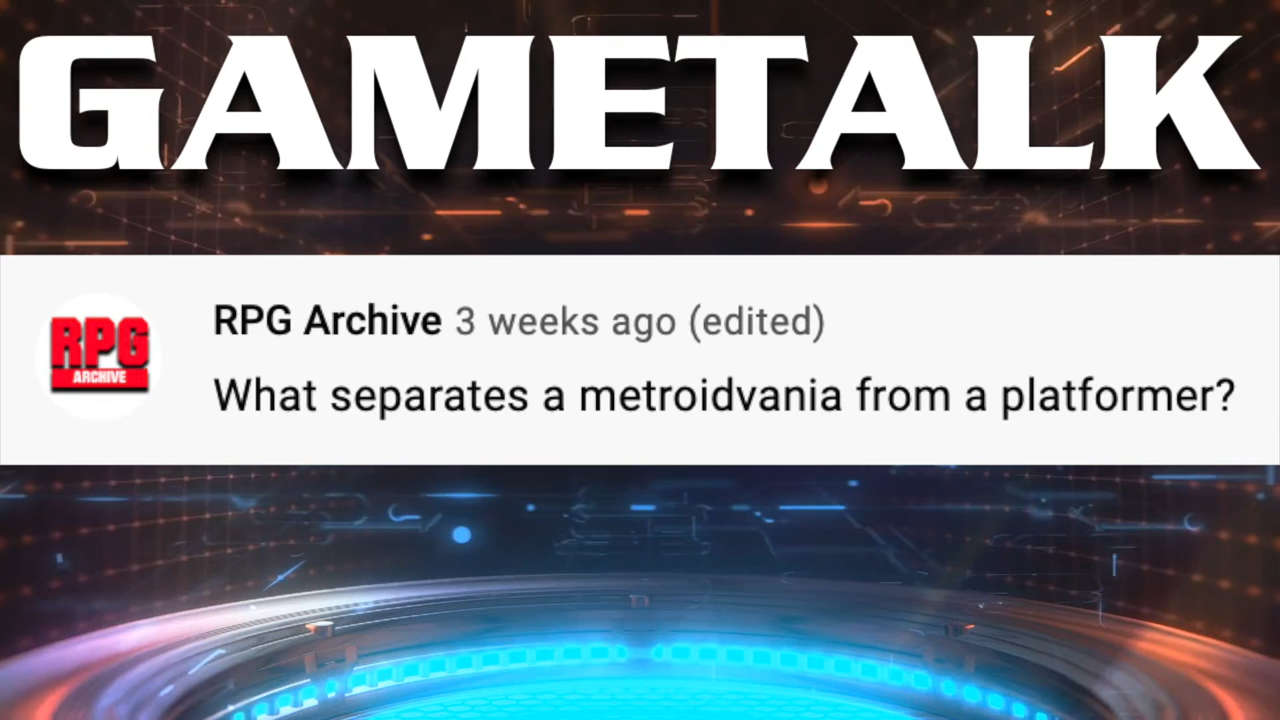 GAMETALK
RPG Archive 3 weeks ago (edited)
RPG
ARCHIVE
What separates a metroidvania from a platformer?